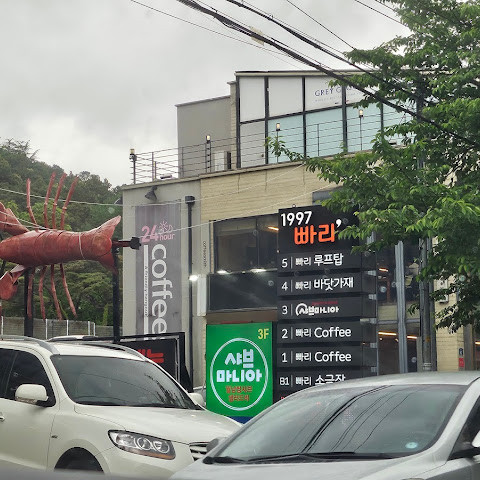 GREY
24 hour
coffee
1997
빠리
5 빠리 루프탑
4 빠리 바닷가재
3 샤브마니아
2 빠리 Coffee
1 빠리 Coffee
B1 빠리 소극장
3F
샤브
마니아